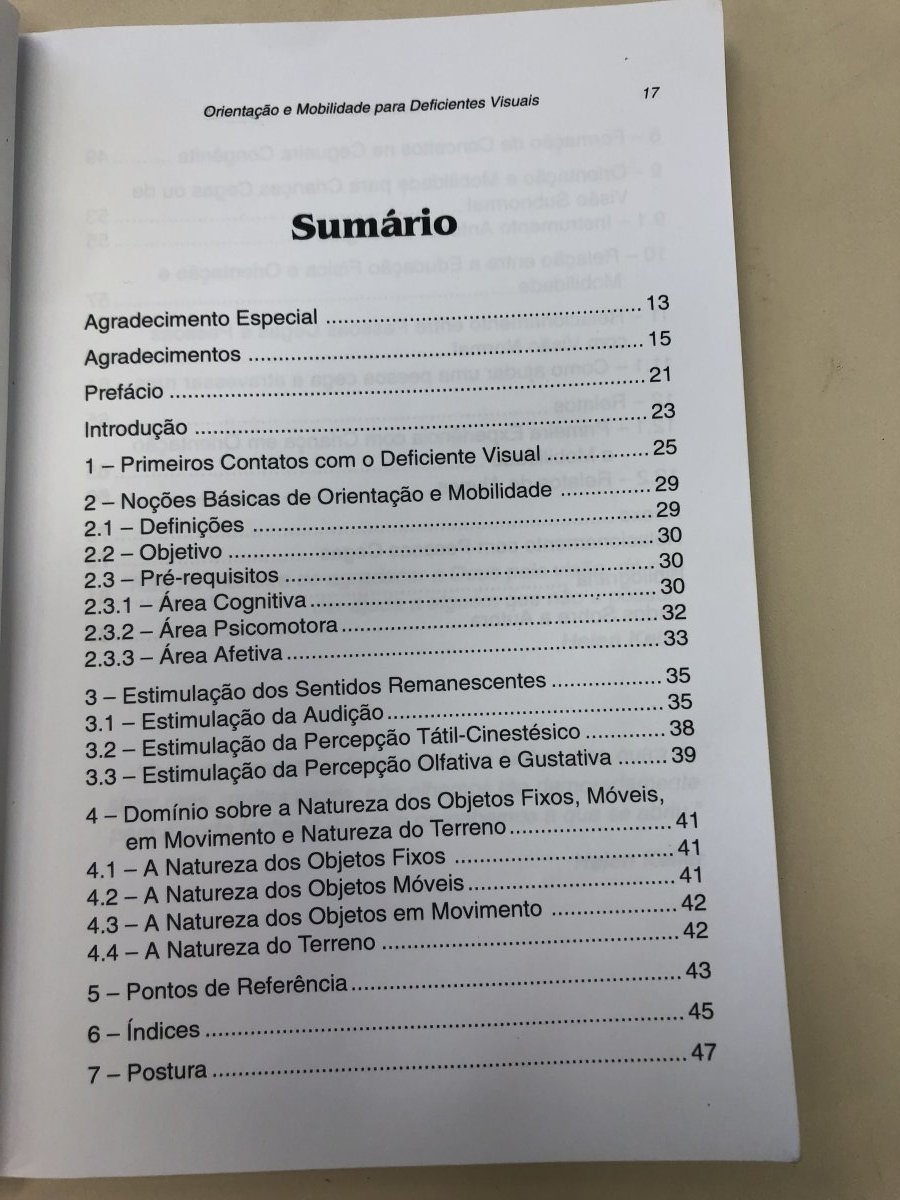 Orientação e Mobilidade para Deficientes Visuais 17
Sumário
Agradecimento Especial ................................................ 13
Agradecimentos ............................................................ 15
Prefácio ......................................................................... 21
Introdução ..................................................................... 23
1 – Primeiros Contatos com o Deficiente Visual ............ 25
2 – Noções Básicas de Orientação e Mobilidade .......... 29
2.1 – Definições ............................................................ 29
2.2 – Objetivo ............................................................... 30
2.3 – Pré-requisitos ....................................................... 30
2.3.1 – Área Cognitiva ................................................... 30
2.3.2 – Área Psicomotora .............................................. 32
2.3.3 – Área Afetiva ....................................................... 33
3 – Estimulação dos Sentidos Remanescentes ............. 35
3.1 – Estimulação da Audição ....................................... 35
3.2 – Estimulação da Percepção Tátil-Cinestésico ......... 38
3.3 – Estimulação da Percepção Olfativa e Gustativa ..... 39
4 – Domínio sobre a Natureza dos Objetos Fixos, Móveis,
em Movimento e Natureza do Terreno ....................... 41
4.1 – A Natureza dos Objetos Fixos ............................... 41
4.2 – A Natureza dos Objetos Móveis ............................ 41
4.3 – A Natureza dos Objetos em Movimento ................ 42
4.4 – A Natureza do Terreno .......................................... 42
5 – Pontos de Referência .............................................. 43
6 – Índices .................................................................... 45
7 – Postura ................................................................... 47